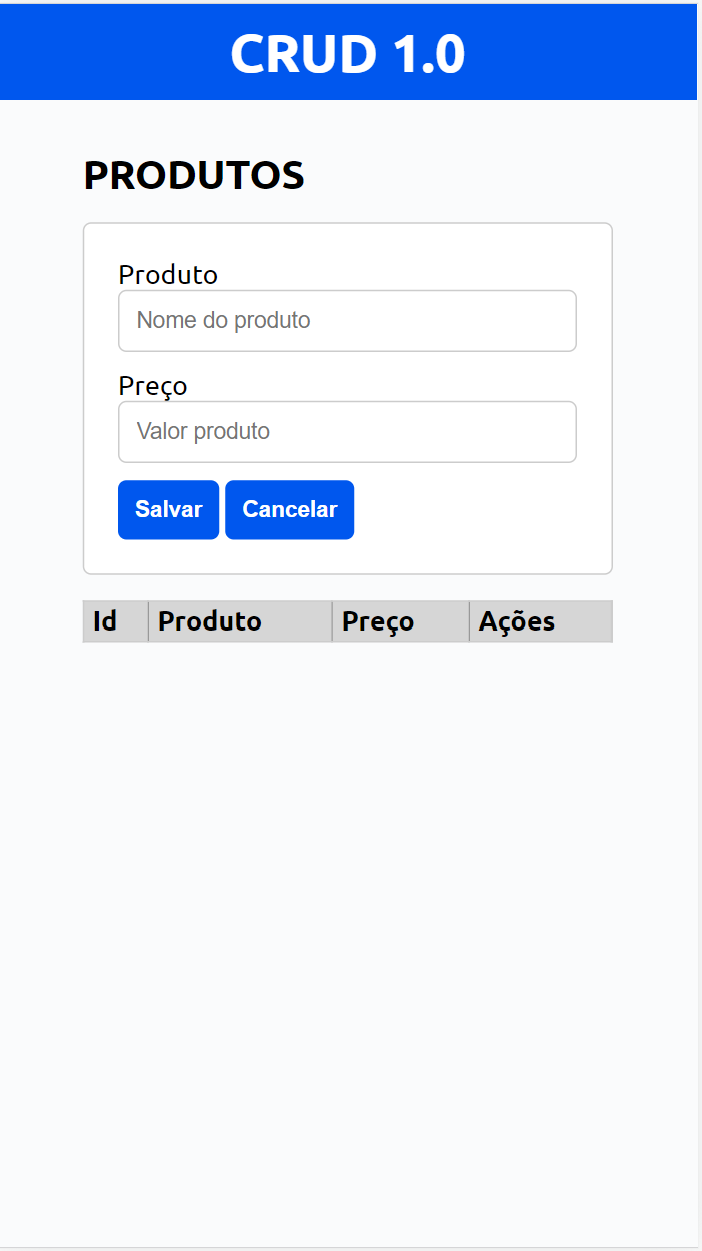 CRUD 1.0
PRODUTOS
Produto
Nome do produto
Preço
Valor produto
Salvar Cancelar
Id Produto Preço Ações